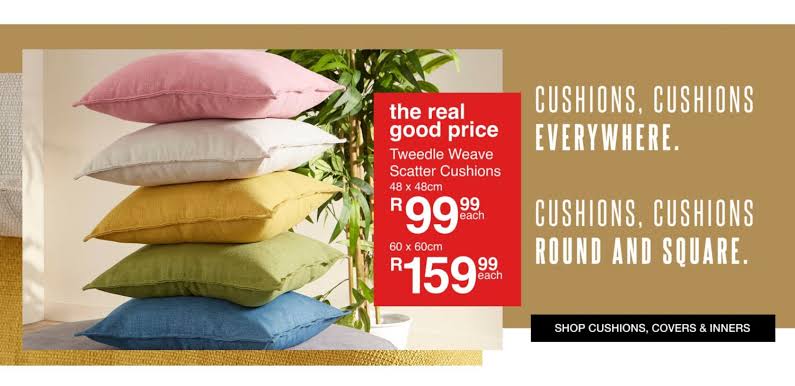 the real
good price
Tweedle Weave
Scatter Cushions
48 x 48cm
R9999
each
60 x 60cm
R15999
each
CUSHIONS, CUSHIONS
EVERYWHERE.
CUSHIONS, CUSHIONS
ROUND AND SQUARE.
SHOP CUSHIONS, COVERS & INNERS